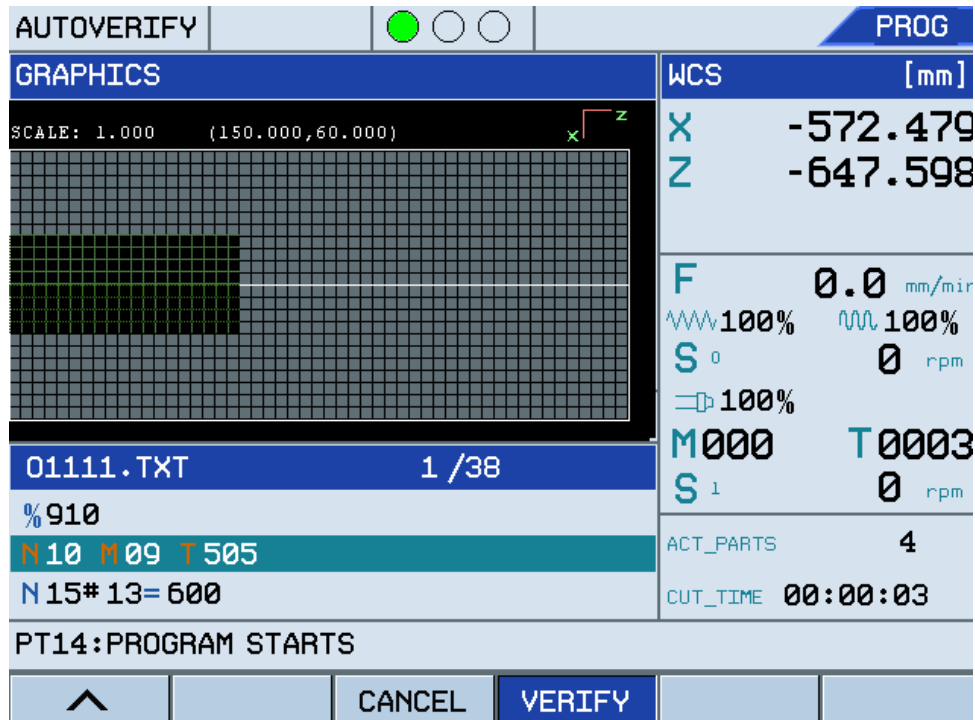 AUTOVERIFY PROG
GRAPHICS
SCALE: 1.000 (150.000,60.000)
Z
X
O1111.TXT 1 /38
%910
N10 M09 T505
N15#13=600
WCS [mm]
X -572.479
Z -647.598
F 0.0 mm/min
100% 100%
S 0 0 rpm
100%
M000 T0003
S 1 0 rpm
ACT_PARTS 4
CUT_TIME 00:00:03
PT14:PROGRAM STARTS
CANCEL VERIFY